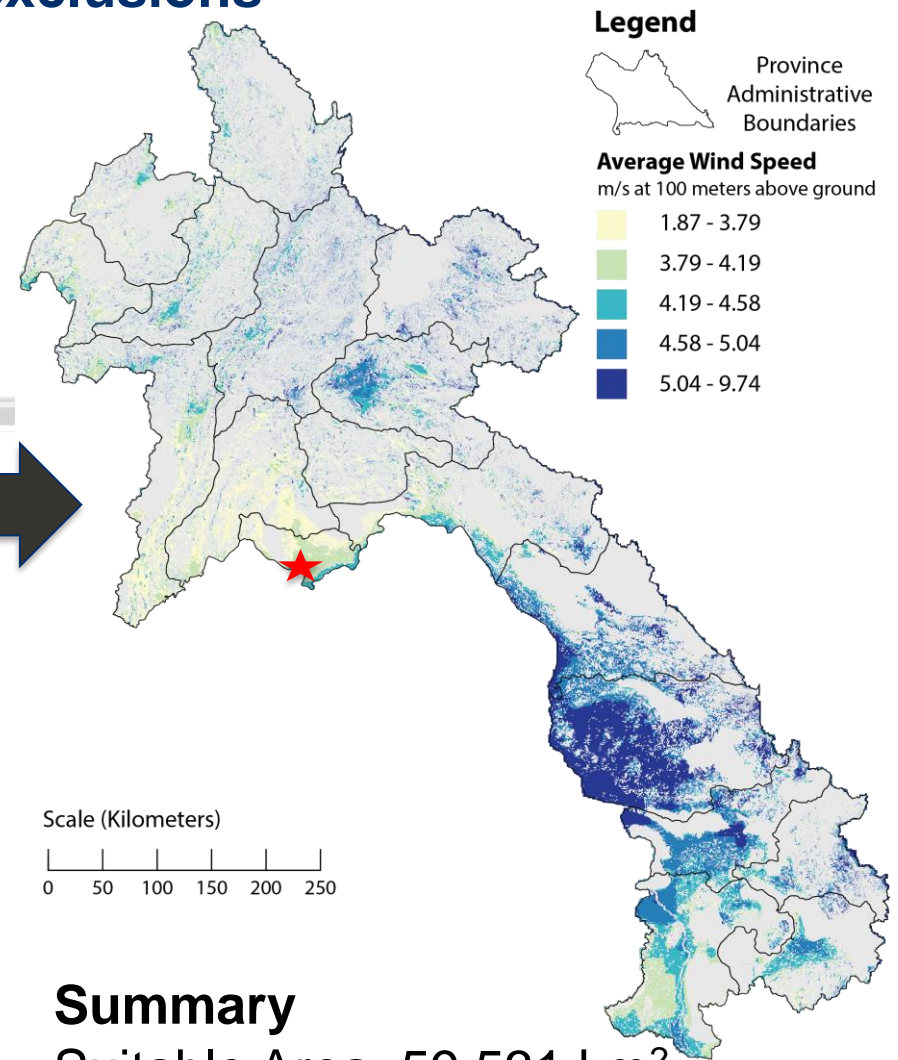 Legend
Province
Administrative
Boundaries
Average Wind Speed
m/s at 100 meters above ground
1.87 - 3.79
3.79 - 4.19
4.19 - 4.58
4.58 - 5.04
5.04 - 9.74
Scale (Kilometers)
0 50 100 150 200 250
Summary